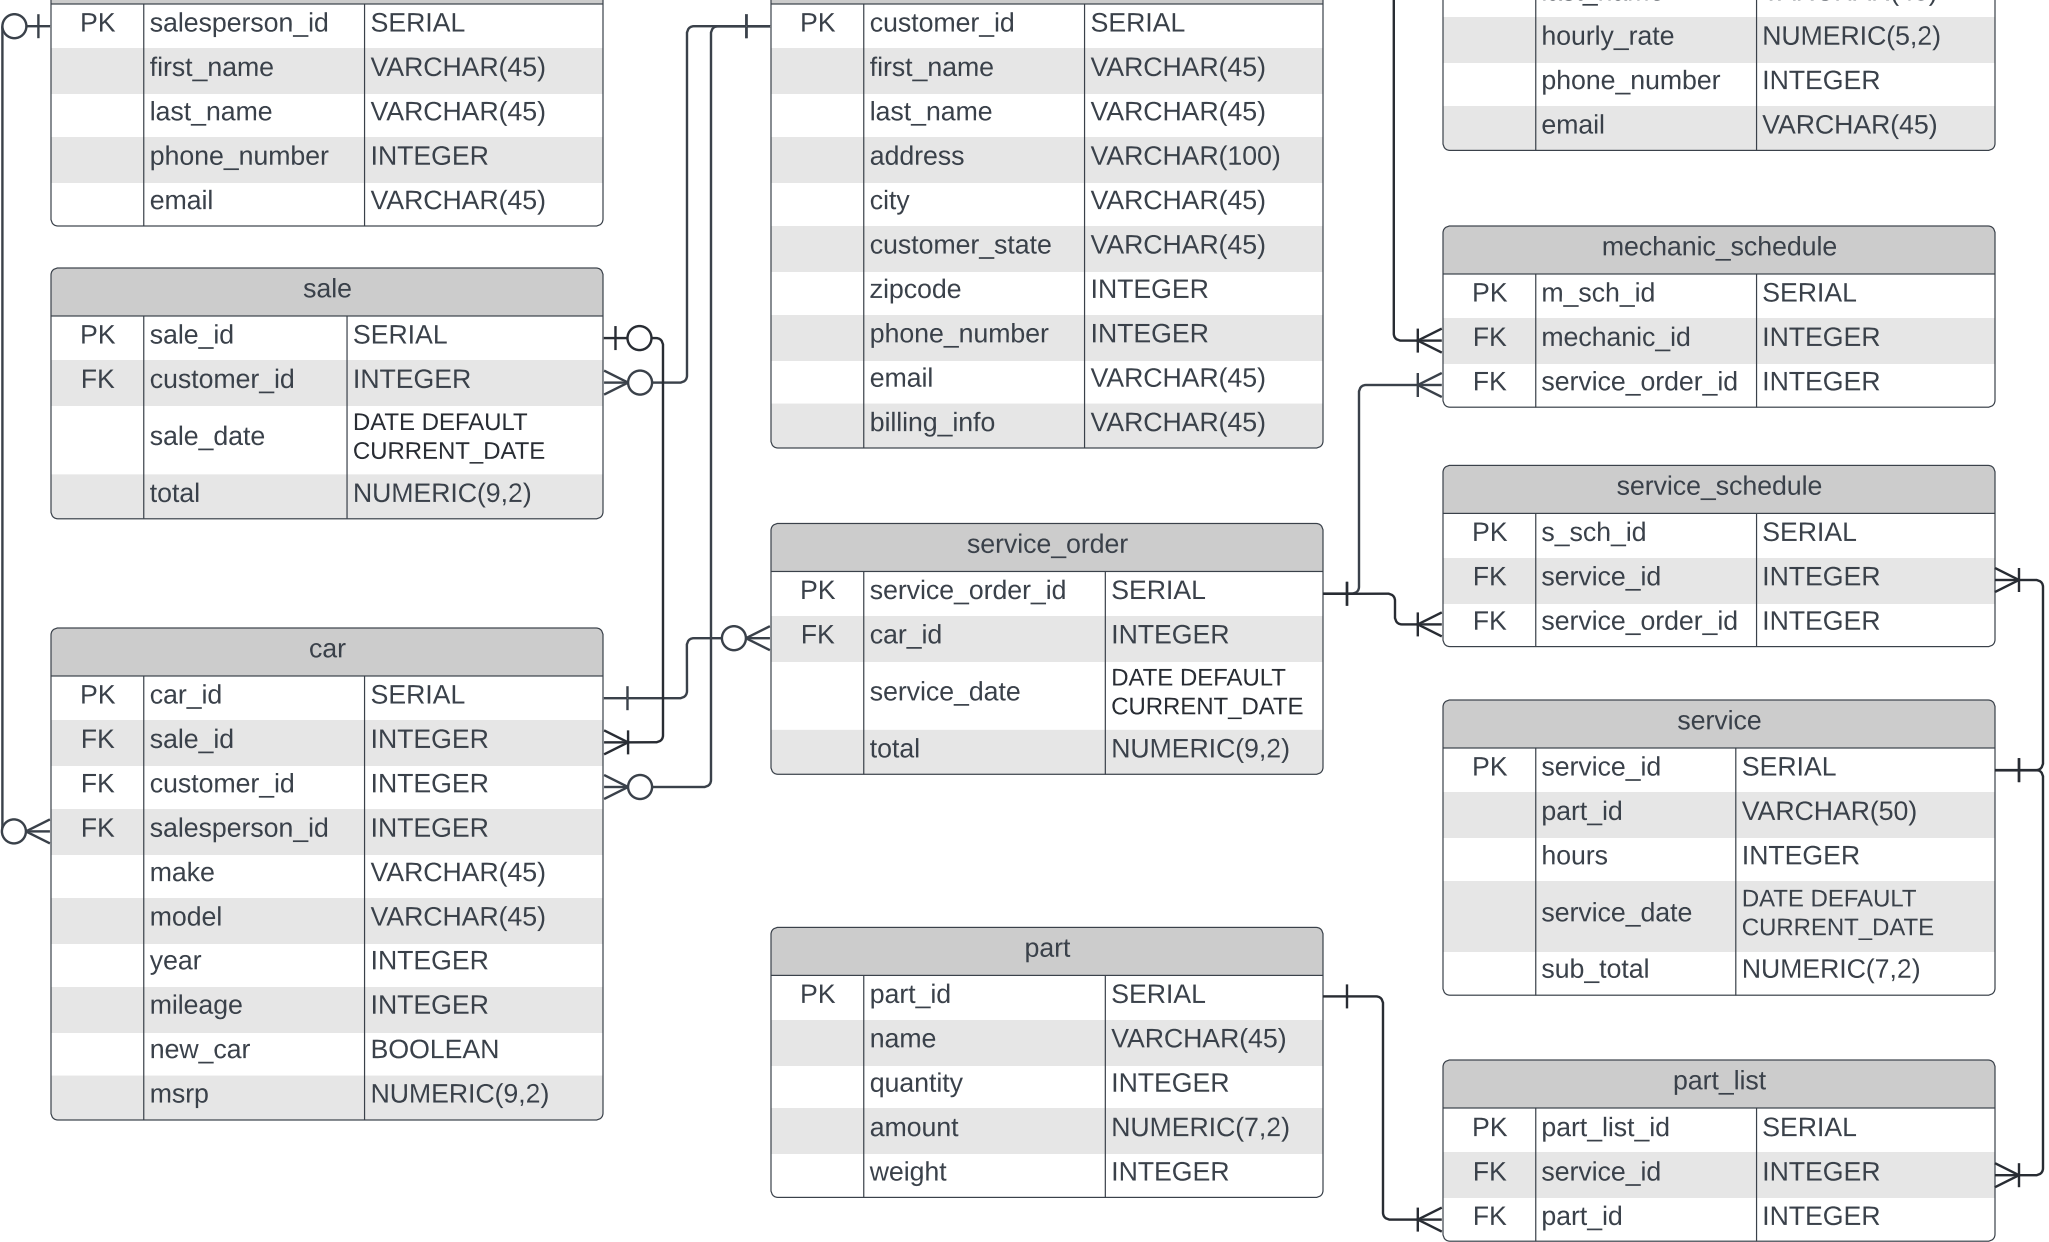 PK salesperson_id SERIAL
first_name VARCHAR(45)
last_name VARCHAR(45)
phone_number INTEGER
email VARCHAR(45)
sale
PK sale_id SERIAL
FK customer_id INTEGER
sale_date DATE DEFAULT
CURRENT_DATE
total NUMERIC(9,2)
car
PK car_id SERIAL
FK sale_id INTEGER
FK customer_id INTEGER
FK salesperson_id INTEGER
make VARCHAR(45)
model VARCHAR(45)
year INTEGER
mileage INTEGER
new_car BOOLEAN
msrp NUMERIC(9,2)
PK customer_id SERIAL
first_name VARCHAR(45)
last_name VARCHAR(45)
address VARCHAR(100)
city VARCHAR(45)
customer_state VARCHAR(45)
zipcode INTEGER
phone_number INTEGER
email VARCHAR(45)
billing_info VARCHAR(45)
service_order
PK service_order_id SERIAL
FK car_id INTEGER
service_date DATE DEFAULT
CURRENT_DATE
total NUMERIC(9,2)
part
PK part_id SERIAL
name VARCHAR(45)
quantity INTEGER
amount NUMERIC(7,2)
weight INTEGER
hourly_rate NUMERIC(5,2)
phone_number INTEGER
email VARCHAR(45)
mechanic_schedule
PK m_sch_id SERIAL
FK mechanic_id INTEGER
FK service_order_id INTEGER
service_schedule
PK s_sch_id SERIAL
FK service_id INTEGER
FK service_order_id INTEGER
service
PK service_id SERIAL
part_id VARCHAR(50)
hours INTEGER
service_date DATE DEFAULT
CURRENT_DATE
sub_total NUMERIC(7,2)
part_list
PK part_list_id SERIAL
FK service_id INTEGER
FK part_id INTEGER